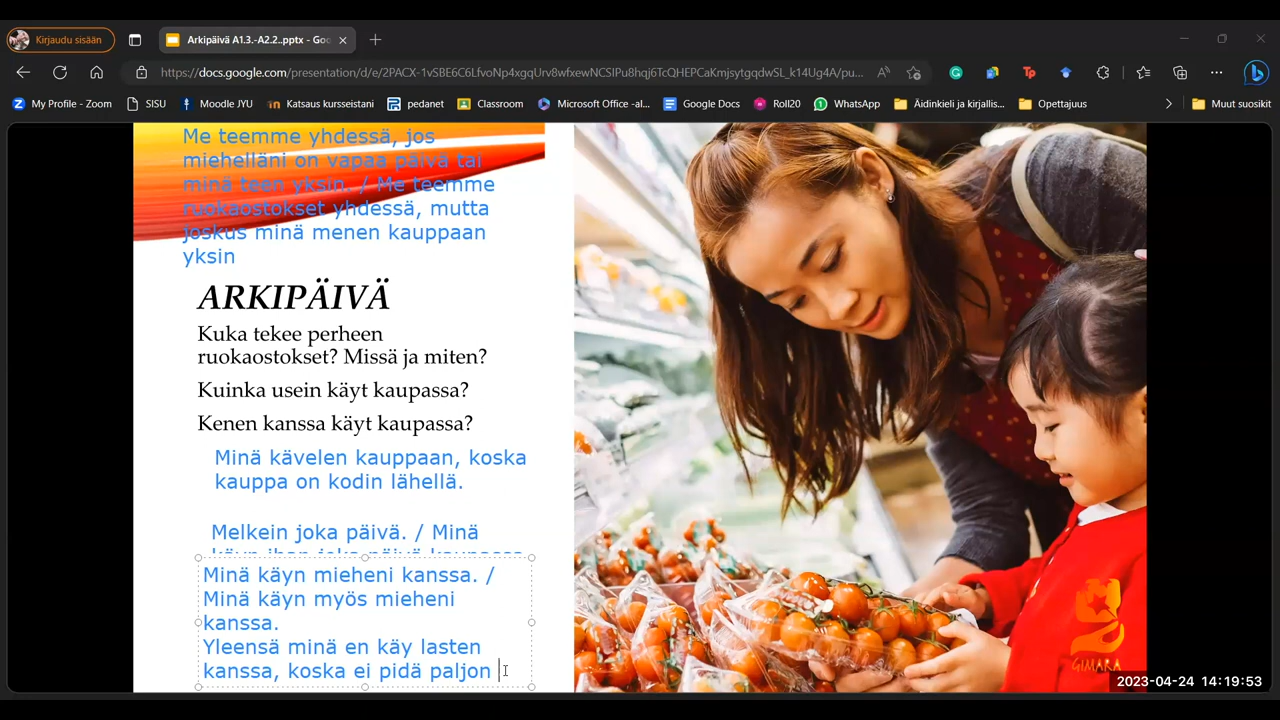 Kirjaudu sisään
Arkipäivä A1.3.-A2.2..pptx - Goo
https://docs.google.com/presentation/d/e/2PACX-1vSBE6C6LfvoNp4xgqUrv8wfxewNCSIPu8hqj6TcQHEPCaKmjsytgqdwSL_k14Ug4A/pu...
My Profile - Zoom
SISU
Moodle JYU
Katsaus kursseistani
pedanet
Classroom
Microsoft Office -al...
Google Docs
Roll20
WhatsApp
Äidinkieli ja kirjallis...
Opettajuus
Muut suosikit
Me teemme yhdessä, jos
miehelläni on vapaa päivä tai
minä teen yksin. / Me teemme
ruokaostokset yhdessä, mutta
joskus minä menen kauppaan
yksin
ARKIPÄIVÄ
Kuka tekee perheen
ruokaostokset? Missä ja miten?
Kuinka usein käyt kaupassa?
Kenen kanssa käyt kaupassa?
Minä kävelen kauppaan, koska
kauppa on kodin lähellä.
Melkein joka päivä. / Minä
käyn ihan joka päivä kaupassa
Minä käyn mieheni kanssa. /
Minä käyn myös mieheni
kanssa.
Yleensä minä en käy lasten
kanssa, koska ei pidä paljon
GIMARA
2023-04-24 14:19:53